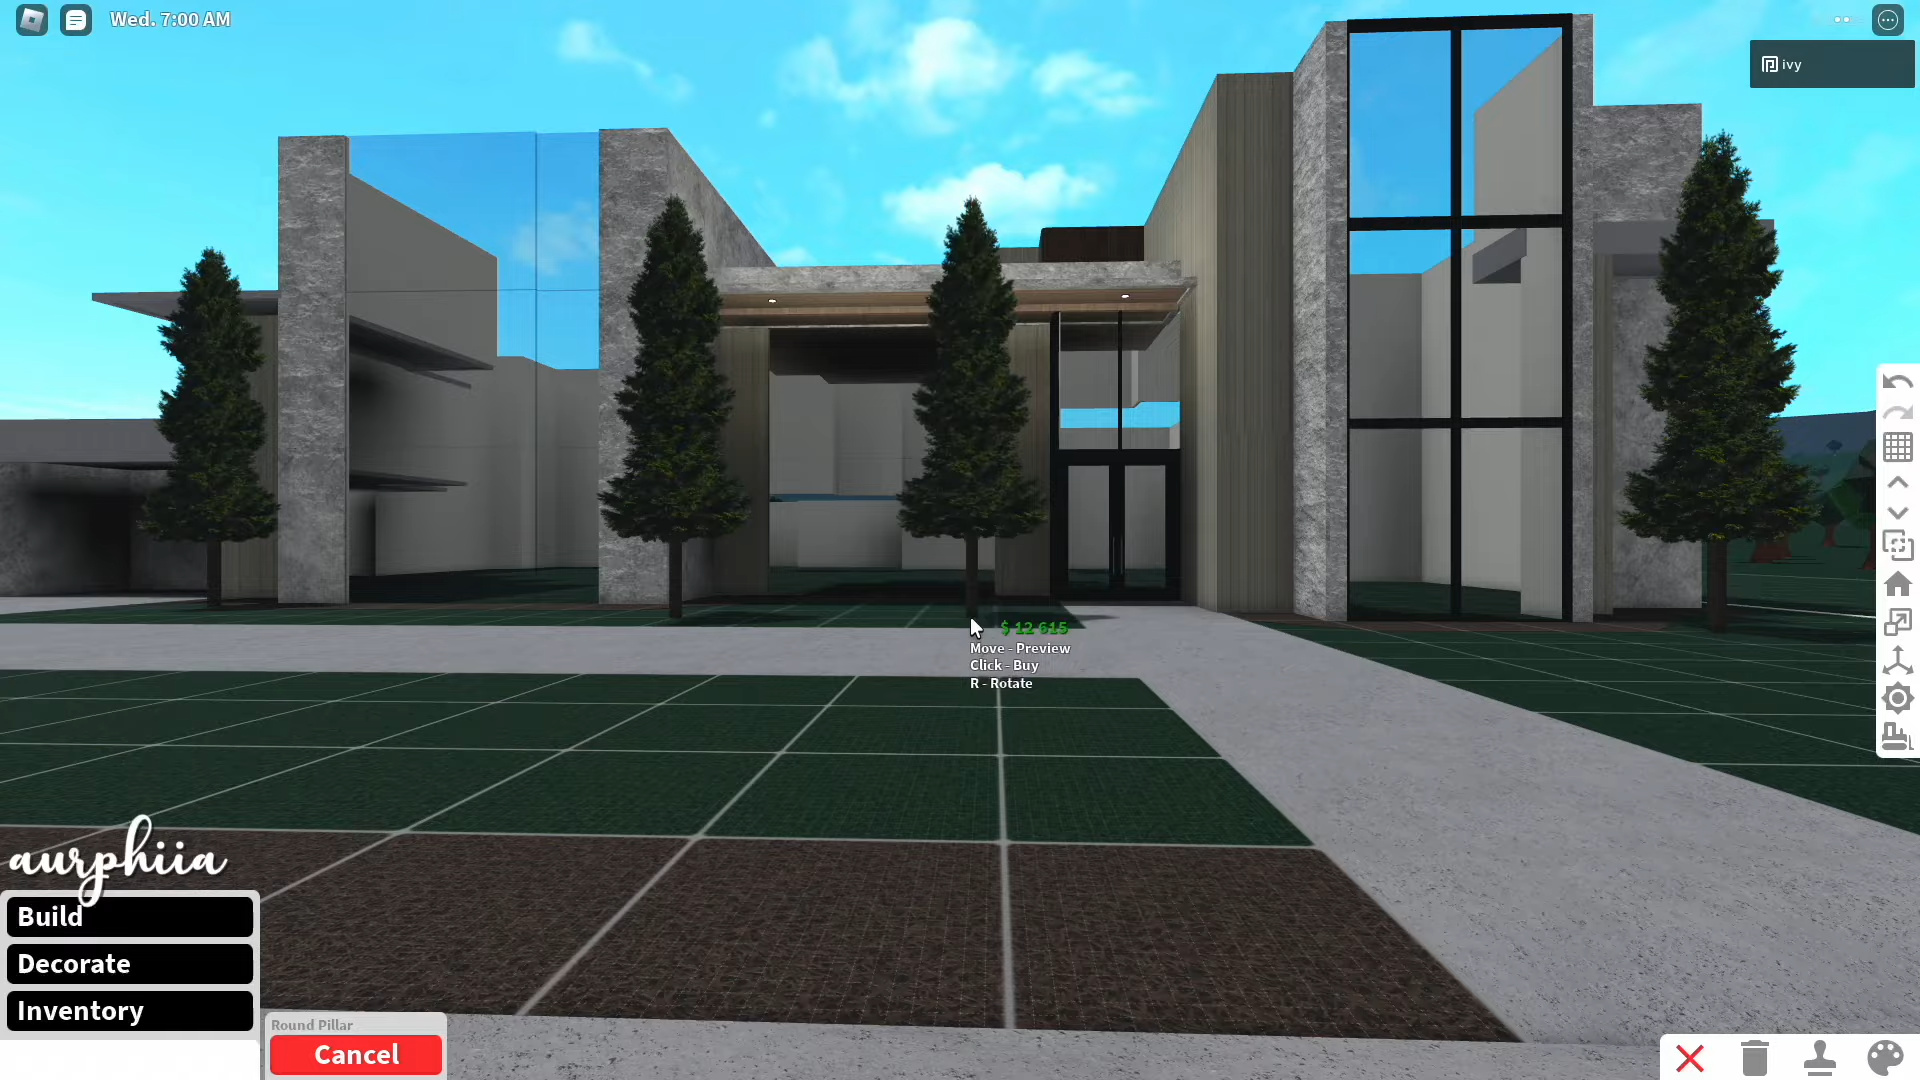 Wed. 7:00 AM
ivy
$ 12 615
Move - Preview
Click - Buy
R - Rotate
aurphiia
Build
Decorate
Inventory
Round Pillar
Cancel